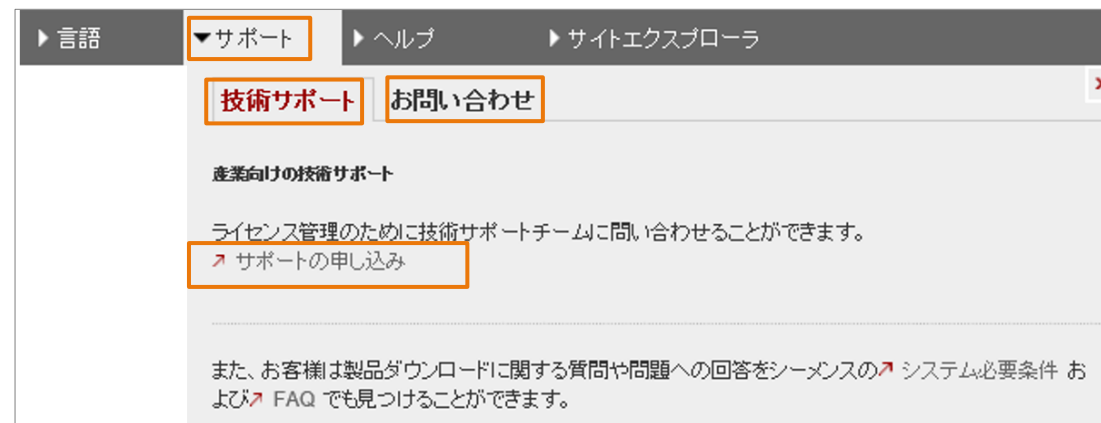 言語 サポート ヘルプ サイトエクスプローラ
技術サポート お問い合わせ
産業向けの技術サポート
ライセンス管理のために技術サポートチームに問い合わせることができます。
サポートの申し込み
また、お客様は製品ダウンロードに関する質問や問題への回答をシーメンスの システム必要条件 お
よび FAQ でも見つけることができます。